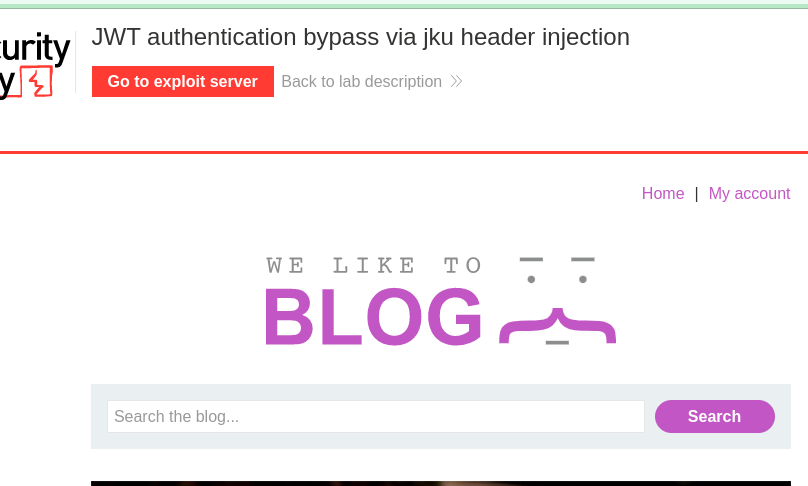 JWT authentication bypass via jku header injection
Go to exploit server Back to lab description
Home | My account
WE LIKE TO
BLOG
Search the blog... Search